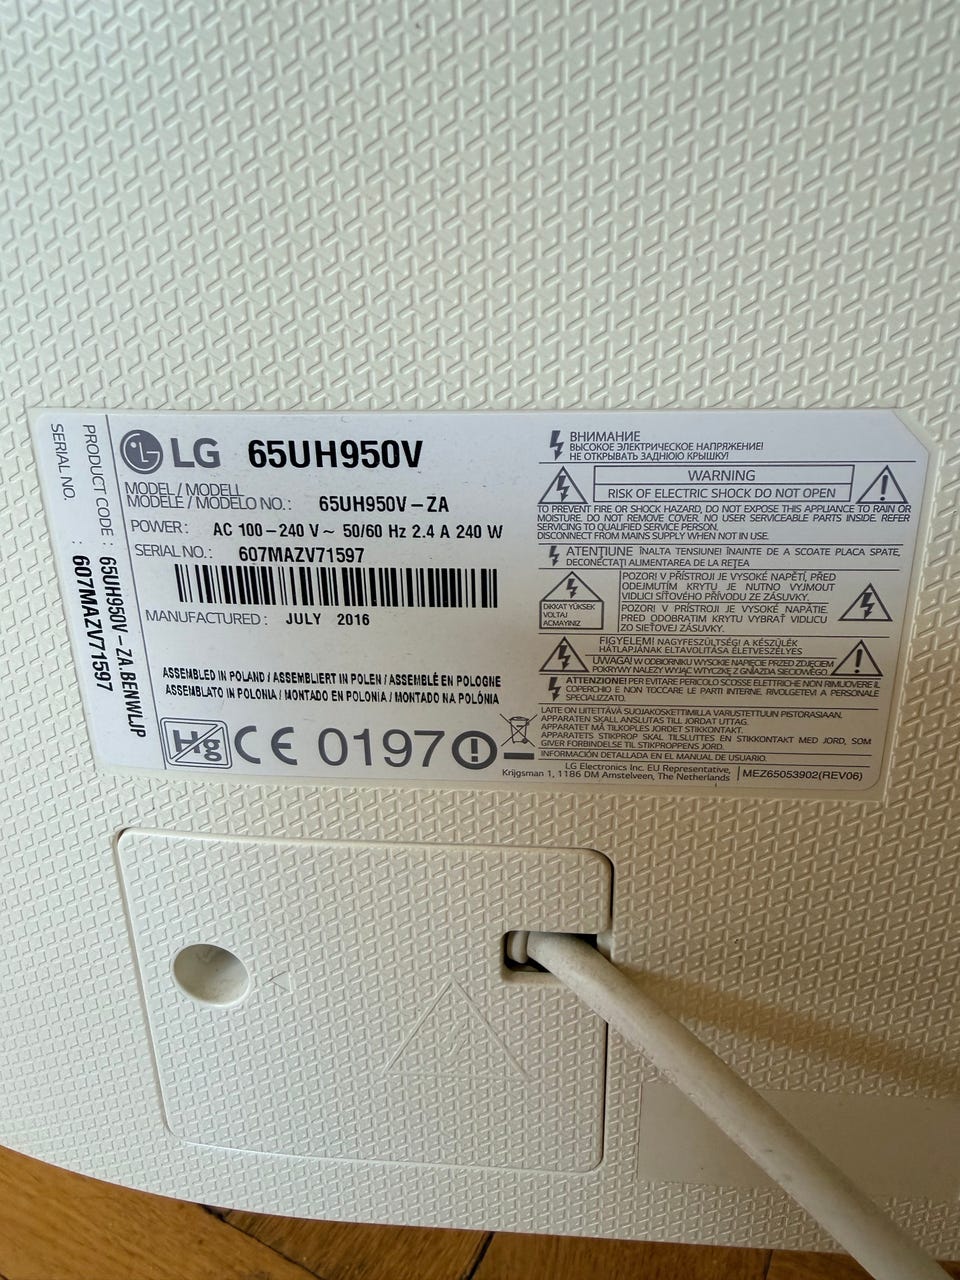 PRODUCT CODE : 65UH950V-ZA.BENWLJP
SERIAL NO. : 607MAZV71597
LG 65UH950V
MODEL / MODELL
MODÈLE / MODELO NO.: 65UH950V-ZA
POWER: AC 100-240 V~ 50/60 Hz 2.4 A 240 W
SERIAL NO.: 607MAZV71597
MANUFACTURED: JULY 2016
ASSEMBLED IN POLAND / ASSEMBLIERT IN POLEN / ASSEMBLÉ EN POLOGNE
ASSEMBLATO IN POLONIA / MONTADO EN POLONIA / MONTADO NA POLÓNIA
Hg CE 0197
ВНИМАНИЕ
ВЫСОКОЕ ЭЛЕКТРИЧЕСКОЕ НАПРЯЖЕНИЕ!
НЕ ОТКРЫВАТЬ ЗАДНЮЮ КРЫШКУ!
WARNING
RISK OF ELECTRIC SHOCK DO NOT OPEN
TO PREVENT FIRE OR SHOCK HAZARD, DO NOT EXPOSE THIS APPLIANCE TO RAIN OR
MOISTURE. DO NOT REMOVE COVER. NO USER SERVICEABLE PARTS INSIDE. REFER
SERVICING TO QUALIFIED SERVICE PERSON.
DISCONNECT FROM MAINS SUPPLY WHEN NOT IN USE.
ATENȚIUNE ÎNALTA TENSIUNE! ÎNAINTE DE A SCOATE PLACA SPATE,
DECONECTAȚI ALIMENTAREA DE LA REȚEA
DİKKAT YÜKSEK
VOLTAJ
AÇMAYINIZ
POZOR! V PŘÍSTROJI JE VYSOKÉ NAPĚTÍ, PŘED
ODEJMUTÍM KRYTU JE NUTNO VYJMOUT
VIDLICI SÍŤOVÉHO PŘÍVODU ZE ZÁSUVKY.
POZOR! V PRÍSTROJI JE VYSOKÉ NAPÄTIE.
PRED ODOBRATIM KRYTU VYBRAŤ VIDLICU
ZO SIEŤOVEJ ZÁSUVKY.
FIGYELEM! NAGYFESZÜLTSÉG! A KÉSZÜLÉK
HÁTLAPJÁNAK ELTAVOLÍTÁSA ÉLETVESZÉLYES
UWAGA! W ODBIORNIKU WYSOKIE NAPIĘCIE PRZED ZDJĘCIEM
POKRYWY NALEŻY WYJĄĆ WTYCZKĘ Z GNIAZDA SIECIOWEGO
ATTENZIONE! PER EVITARE PERICOLO SCOSSE ELETTRICHE NON RIMUOVERE IL
COPERCHIO E NON TOCCARE LE PARTI INTERNE. RIVOLGETEVI A PERSONALE
SPECIALIZZATO.
LAITE ON LIITETTÄVÄ SUOJAKOSKETTIMILLA VARUSTETTUUN PISTORASIAAN.
APPARATEN SKALL ANSLUTAS TILL JORDAT UTTAG.
APPARATET MÅ TILKOPLES JORDET STIKKONTAKT.
APPARATETS STIKPROP SKAL TILSLUTTES EN STIKKONTAKT MED JORD, SOM
GIVER FORBINDELSE TIL STIKPROPPENS JORD.
INFORMACIÓN DETALLADA EN EL MANUAL DE USUARIO.
LG Electronics Inc. EU Representative,
Krijgsman 1, 1186 DM Amstelveen, The Netherlands
MEZ65053902(REV06)